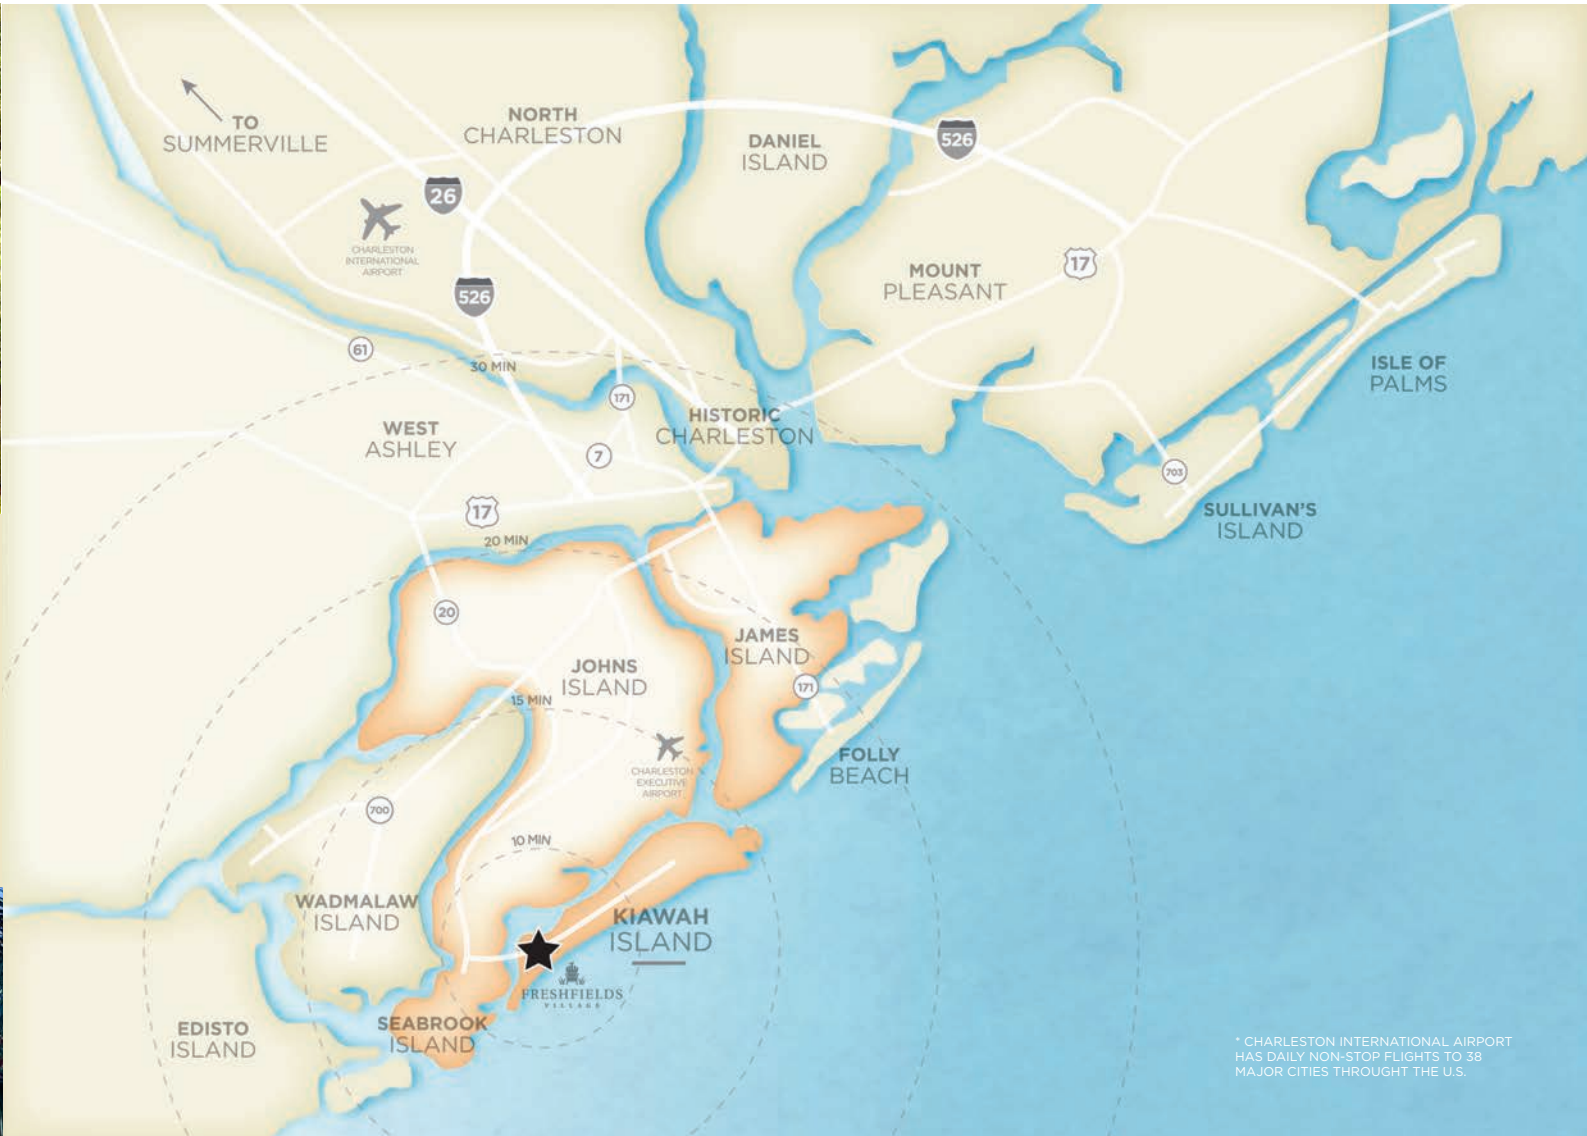 TO
SUMMERVILLE
NORTH
CHARLESTON
DANIEL
ISLAND
526
26
CHARLESTON
INTERNATIONAL
AIRPORT
526
MOUNT
PLEASANT
17
61
30 MIN
171
ISLE OF
PALMS
WEST
ASHLEY
HISTORIC
CHARLESTON
7
703
17
SULLIVAN'S
ISLAND
20 MIN
20
JOHNS
ISLAND
JAMES
ISLAND
171
15 MIN
CHARLESTON
EXECUTIVE
AIRPORT
FOLLY
BEACH
700
10 MIN
WADMALAW
ISLAND
KIAWAH
ISLAND
FRESHFIELDS
VILLAGE
SEABROOK
ISLAND
EDISTO
ISLAND
* CHARLESTON INTERNATIONAL AIRPORT
HAS DAILY NON-STOP FLIGHTS TO 38
MAJOR CITIES THROUGHT THE U.S.